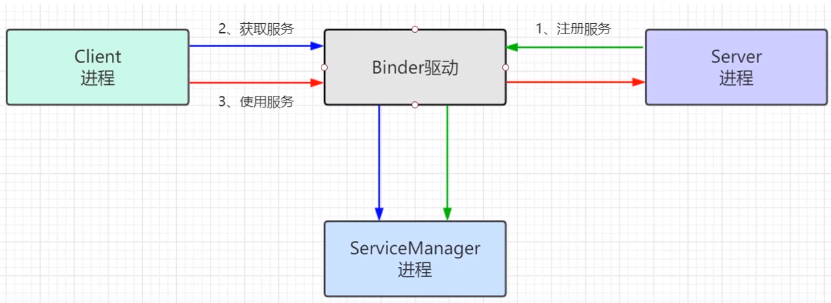 2、获取服务
1、注册服务
Client
进程
Binder驱动
Server
进程
3、使用服务
ServiceManager
进程